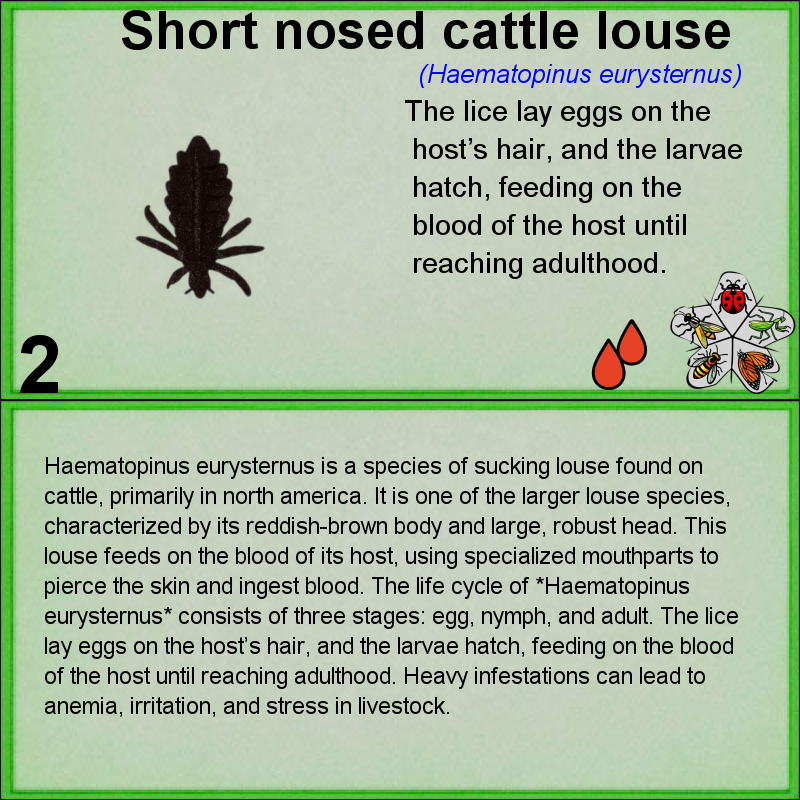 Short nosed cattle louse
(Haematopinus eurysternus)
The lice lay eggs on the
host’s hair, and the larvae
hatch, feeding on the
blood of the host until
reaching adulthood.
2
Haematopinus eurysternus is a species of sucking louse found on
cattle, primarily in north america. It is one of the larger louse species,
characterized by its reddish-brown body and large, robust head. This
louse feeds on the blood of its host, using specialized mouthparts to
pierce the skin and ingest blood. The life cycle of *Haematopinus
eurysternus* consists of three stages: egg, nymph, and adult. The lice
lay eggs on the host’s hair, and the larvae hatch, feeding on the blood
of the host until reaching adulthood. Heavy infestations can lead to
anemia, irritation, and stress in livestock.